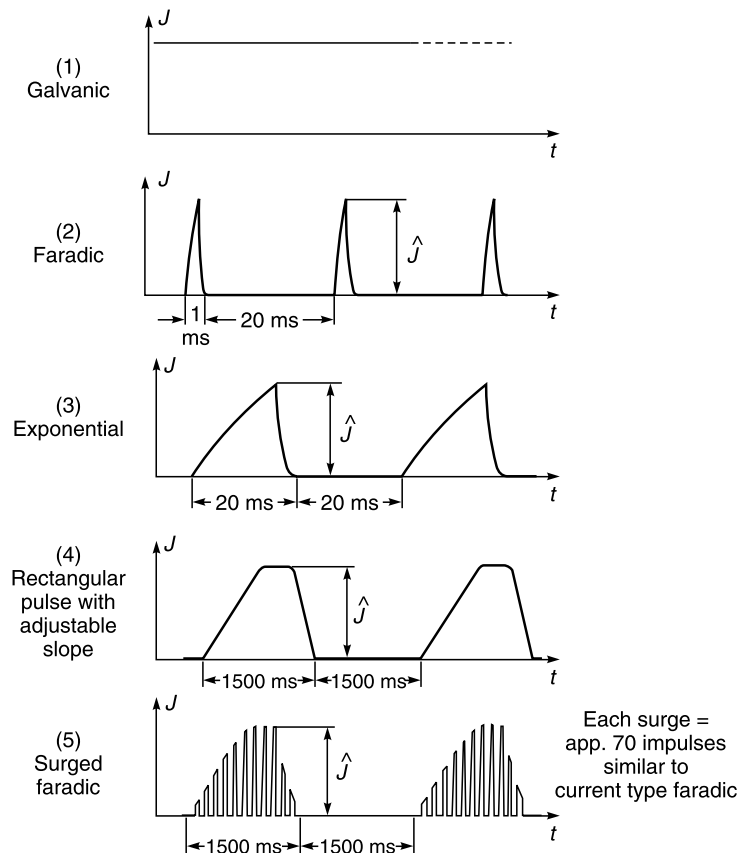 J
(1)
Galvanic
t
J
(2)
Faradic
Ĵ
t
1
ms
20 ms
J
(3)
Exponential
Ĵ
20 ms
20 ms
t
J
(4)
Rectangular
pulse with
adjustable
slope
Ĵ
1500 ms
1500 ms
t
J
(5)
Surged
faradic
Ĵ
Each surge =
app. 70 impulses
similar to
current type faradic
t
1500 ms
1500 ms